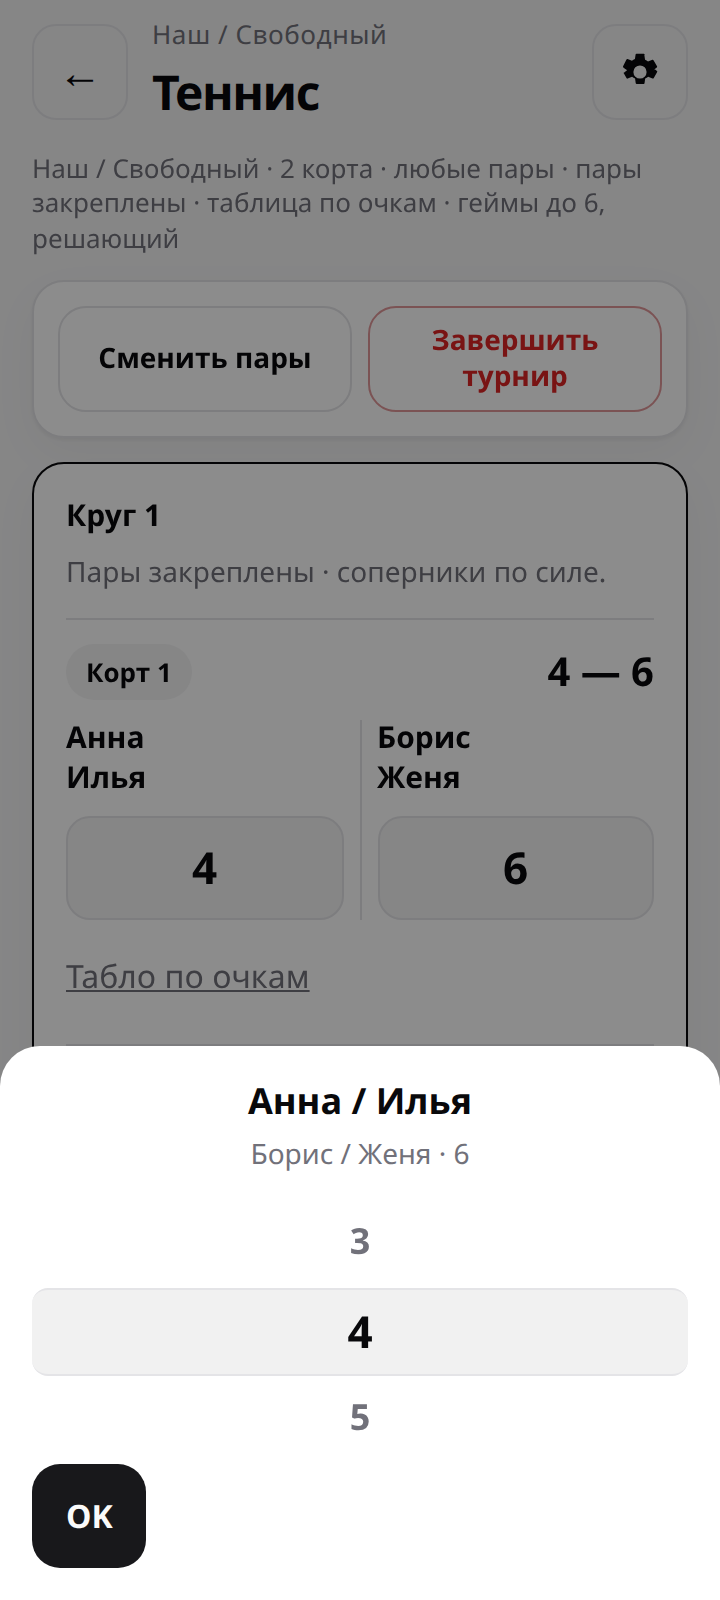 Наш / Свободный
←
Теннис
Наш / Свободный · 2 корта · любые пары · пары
закреплены · таблица по очкам · геймы до 6,
решающий
Сменить пары
Завершить
турнир
Круг 1
Пары закреплены · соперники по силе.
Корт 1
4 — 6
Анна
Илья
Борис
Женя
4
6
Табло по очкам
Анна / Илья
Борис / Женя · 6
3
4
5
OK